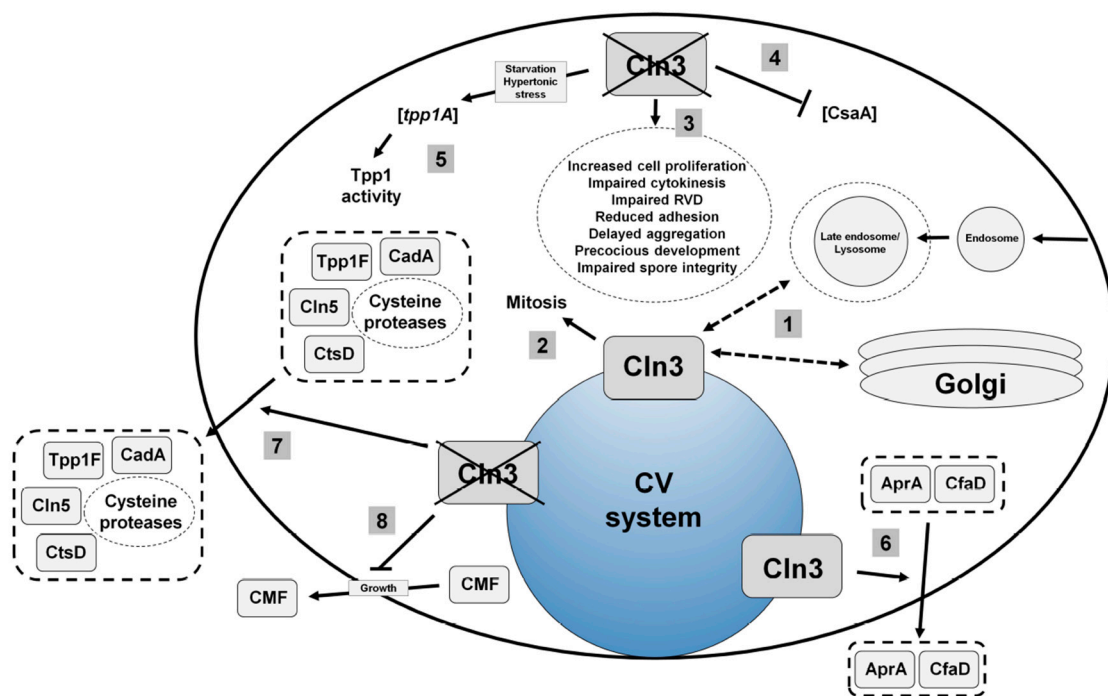 Cln3
4
Starvation
Hypertonic
stress
[tpp1A]
[CsaA]
3
5
Tpp1
activity
Increased cell proliferation
Impaired cytokinesis
Impaired RVD
Reduced adhesion
Delayed aggregation
Precocious development
Impaired spore integrity
Late endosome/
Lysosome
Endosome
Tpp1F
CadA
Cln5
Cysteine
proteases
CtsD
Mitosis
2
1
Cln3
Golgi
7
Cln3
CV
system
Tpp1F
CadA
Cln5
Cysteine
proteases
CtsD
AprA
CfaD
8
6
Cln3
CMF
Growth
CMF
AprA
CfaD